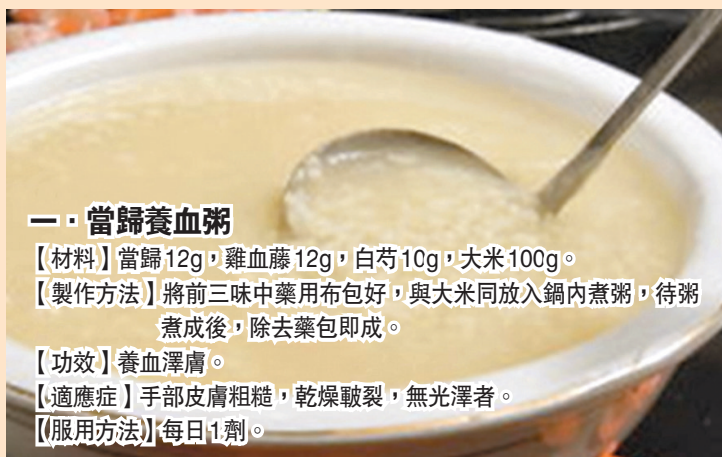 一．當歸養血粥
【材料】當歸12g，雞血藤12g，白芍10g，大米100g。
【製作方法】將前三味中藥用布包好，與大米同放入鍋內煮粥，待粥
煮成後，除去藥包即成。
【功效】養血澤膚。
【適應症】手部皮膚粗糙，乾燥皸裂，無光澤者。
【服用方法】每日1劑。